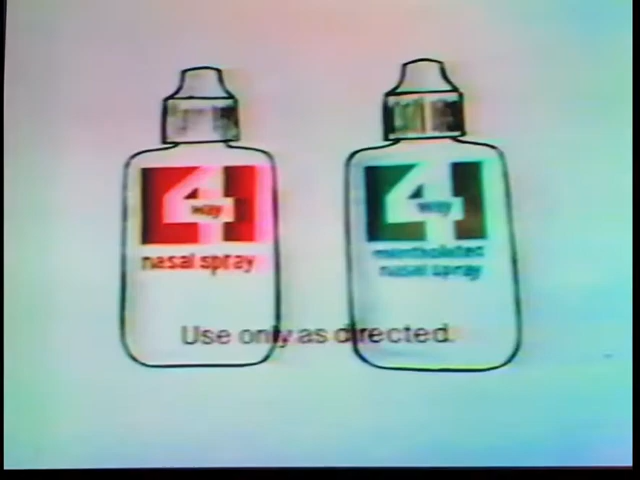 4
way
nasal spray
4
way
mentholated
nasal spray
Use only as directed.